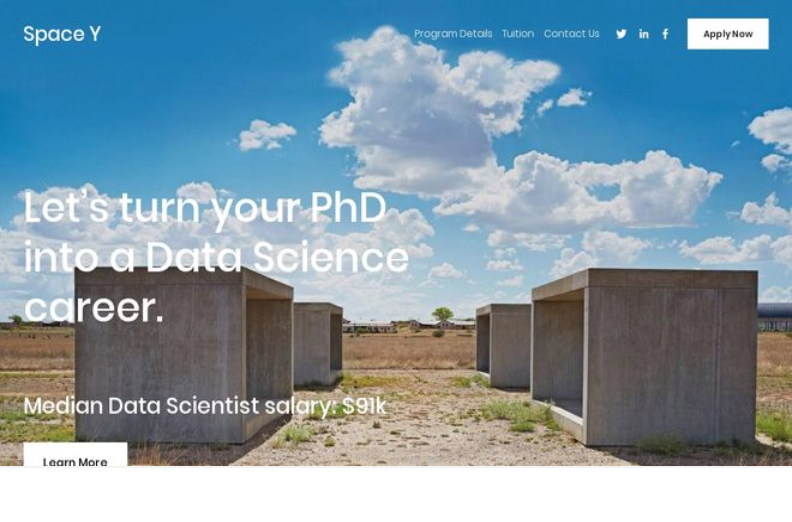 Space Y
Program Details Tuition Contact Us
Apply Now
Let's turn your PhD
into a Data Science
career.
Median Data Scientist salary: $91k
Learn More